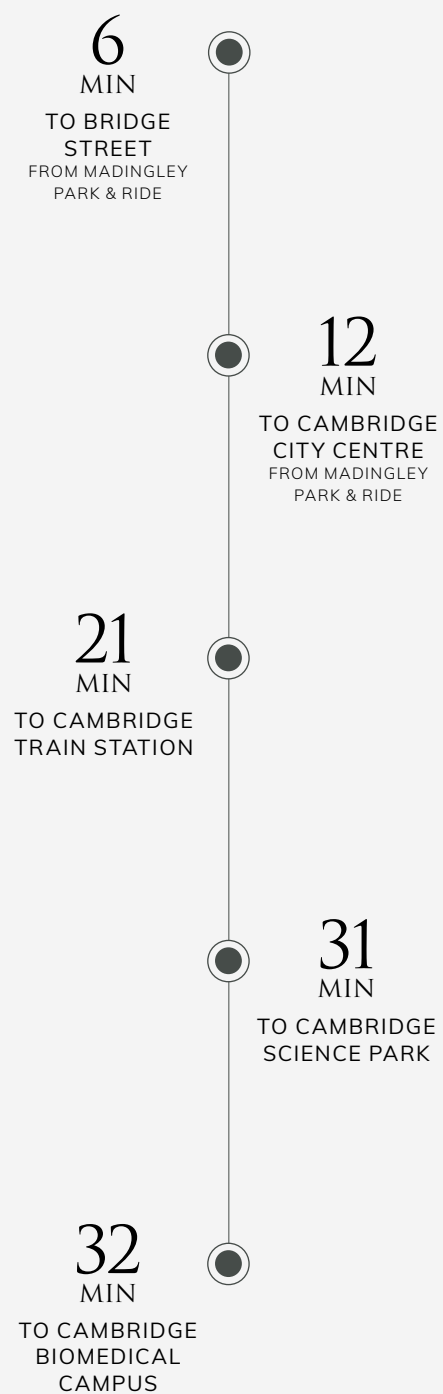 6
MIN
TO BRIDGE
STREET
FROM MADINGLEY
PARK & RIDE
12
MIN
TO CAMBRIDGE
CITY CENTRE
FROM MADINGLEY
PARK & RIDE
21
MIN
TO CAMBRIDGE
TRAIN STATION
31
MIN
TO CAMBRIDGE
SCIENCE PARK
32
MIN
TO CAMBRIDGE
BIOMEDICAL
CAMPUS